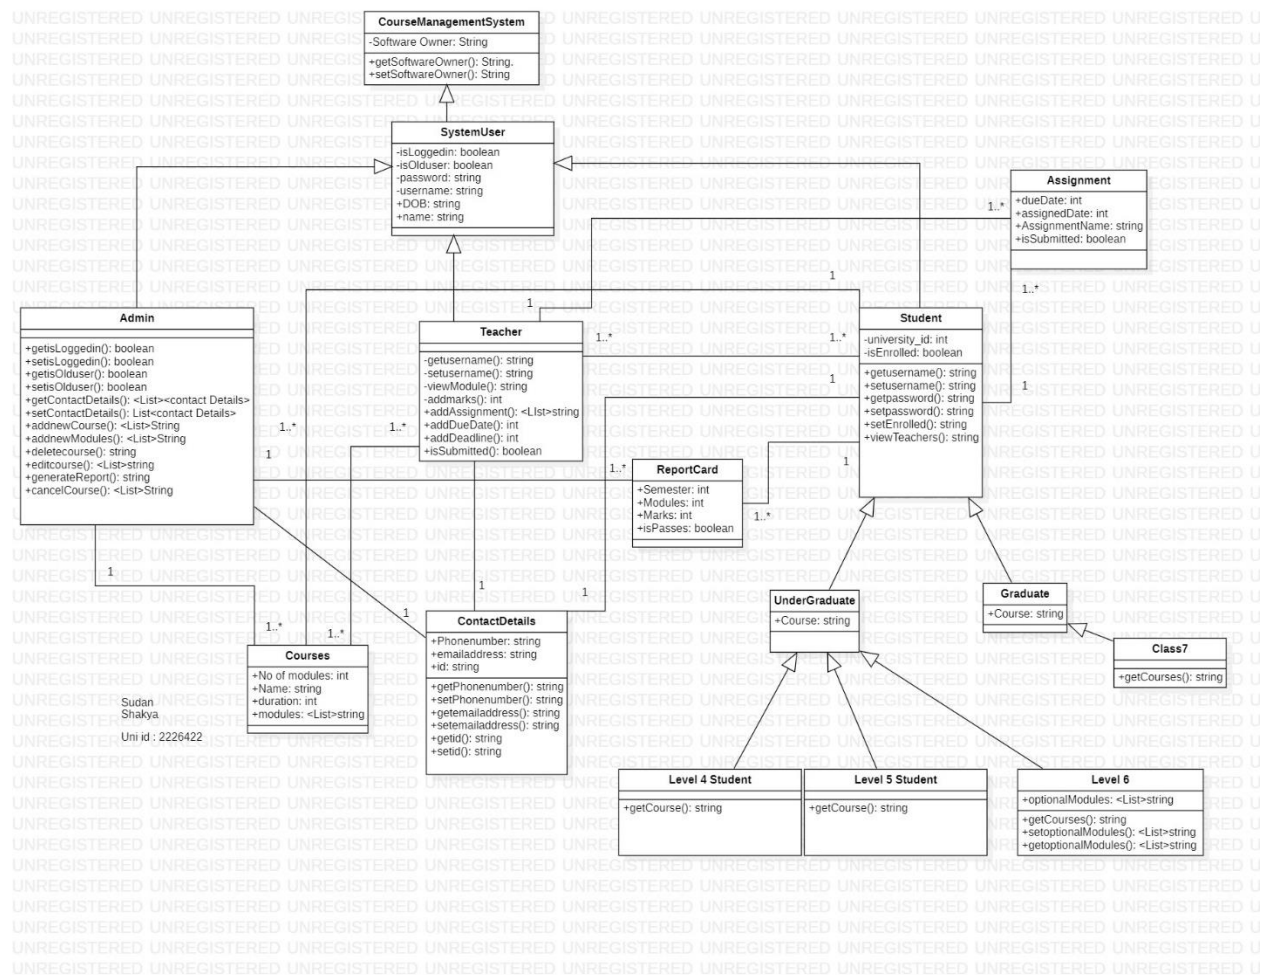 CourseManagementSystem
-Software Owner: String
+getSoftwareOwner(): String.
+setSoftwareOwner(): String
SystemUser
-isLoggedin: boolean
-isOlduser: boolean
-password: string
-username: string
+DOB: string
+name: string
Assignment
+dueDate: int
+assignedDate: int
+AssignmentName: string
+isSubmitted: boolean
1..*
1
1..*
1
Admin
+getisLoggedin(): boolean
+setisLoggedin(): boolean
+getisOlduser(): boolean
+setisOlduser(): boolean
+getContactDetails(): <List><contact Details>
+setContactDetails(): List<contact Details>
+addnewCourse(): <List>String
+addnewModules(): <List>String
+deletecourse(): string
+editcourse(): <List>string
+generateReport(): string
+cancelCourse(): <List>String
Teacher
-getusername(): string
-setusername(): string
-viewModule(): string
-addmarks(): int
+addAssignment(): <LIst>string
+addDueDate(): int
+addDeadline(): int
+isSubmitted(): boolean
Student
-university_id: int
-isEnrolled: boolean
+getusername(): string
+setusername(): string
+getpassword(): string
+setpassword(): string
+setEnrolled(): string
+viewTeachers(): string
1..*
1..*
1
1
1..*
1..*
1
1..*
1
1..*
ReportCard
+Semester: int
+Modules: int
+Marks: int
+isPasses: boolean
1
1..*
1..*
1
1
1
Courses
+No of modules: int
+Name: string
+duration: int
+modules: <List>string
ContactDetails
+Phonenumber: string
+emailaddress: string
+id: string
+getPhonenumber(): string
+setPhonenumber(): string
+getemailaddress(): string
+setemailaddress(): string
+getid(): string
+setid(): string
UnderGraduate
+Course: string
Graduate
+Course: string
Class7
+getCourses(): string
Sudan
Shakya
Uni id : 2226422
Level 4 Student
+getCourse(): string
Level 5 Student
+getCourse(): string
Level 6
+optionalModules: <List>string
+getCourses(): string
+setoptionalModules(): <List>string
+getoptionalModules(): <List>string